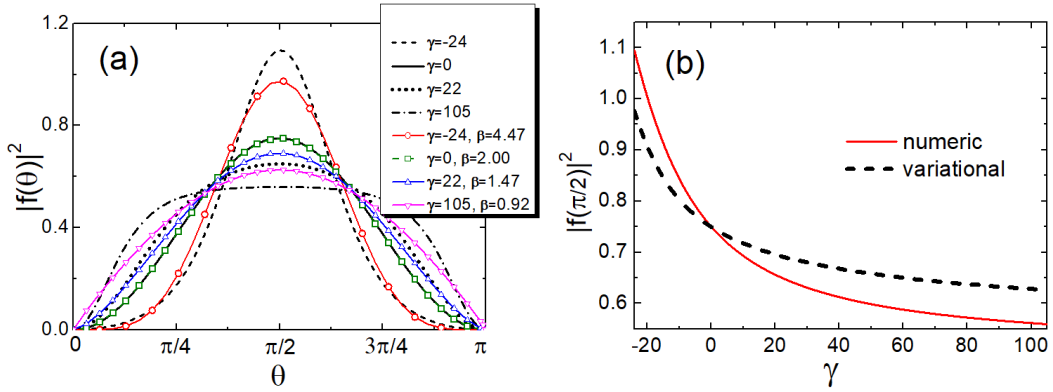 (a)
|f(θ)|²
1.2
0.8
0.4
0.0
0
π/4
π/2
3π/4
π
θ
γ=-24
γ=0
γ=22
γ=105
γ=-24, β=4.47
γ=0, β=2.00
γ=22, β=1.47
γ=105, β=0.92
(b)
|f(π/2)|²
1.1
1.0
0.9
0.8
0.7
0.6
-20
0
20
40
60
80
100
γ
numeric
variational